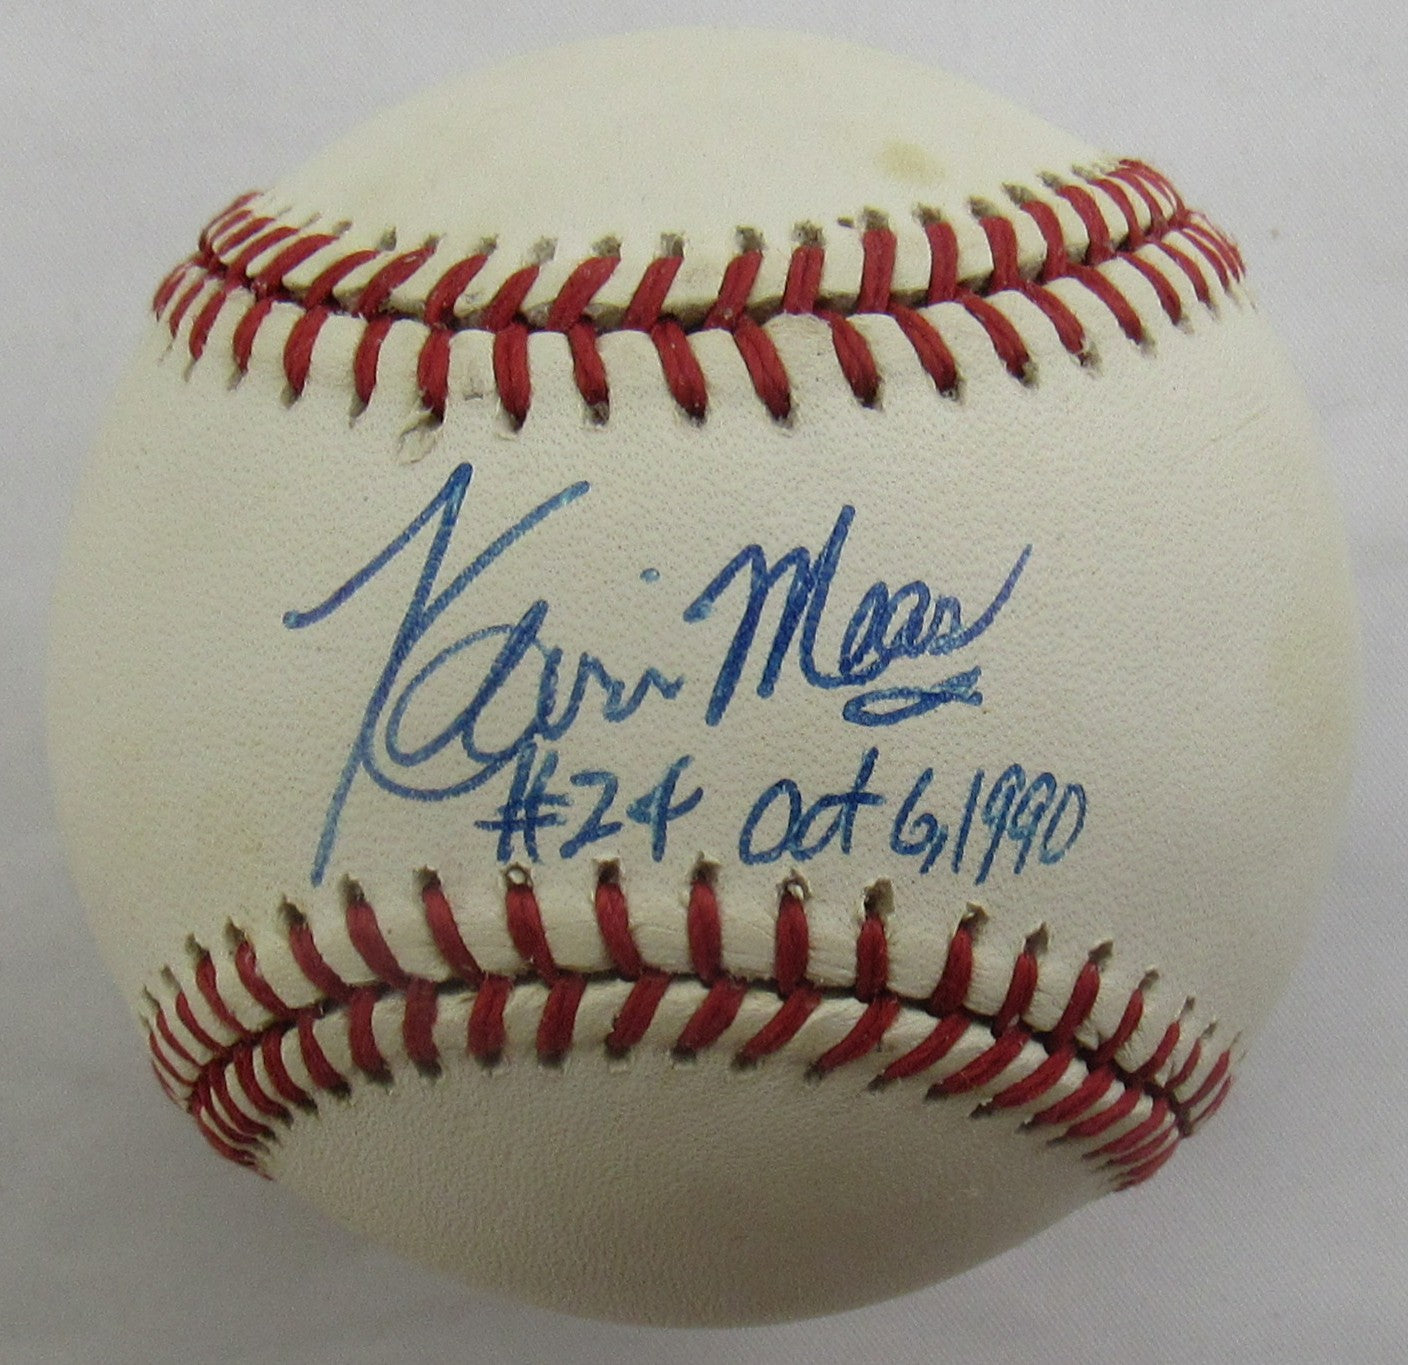 Kevin Maas
#24 Oct 6, 1990